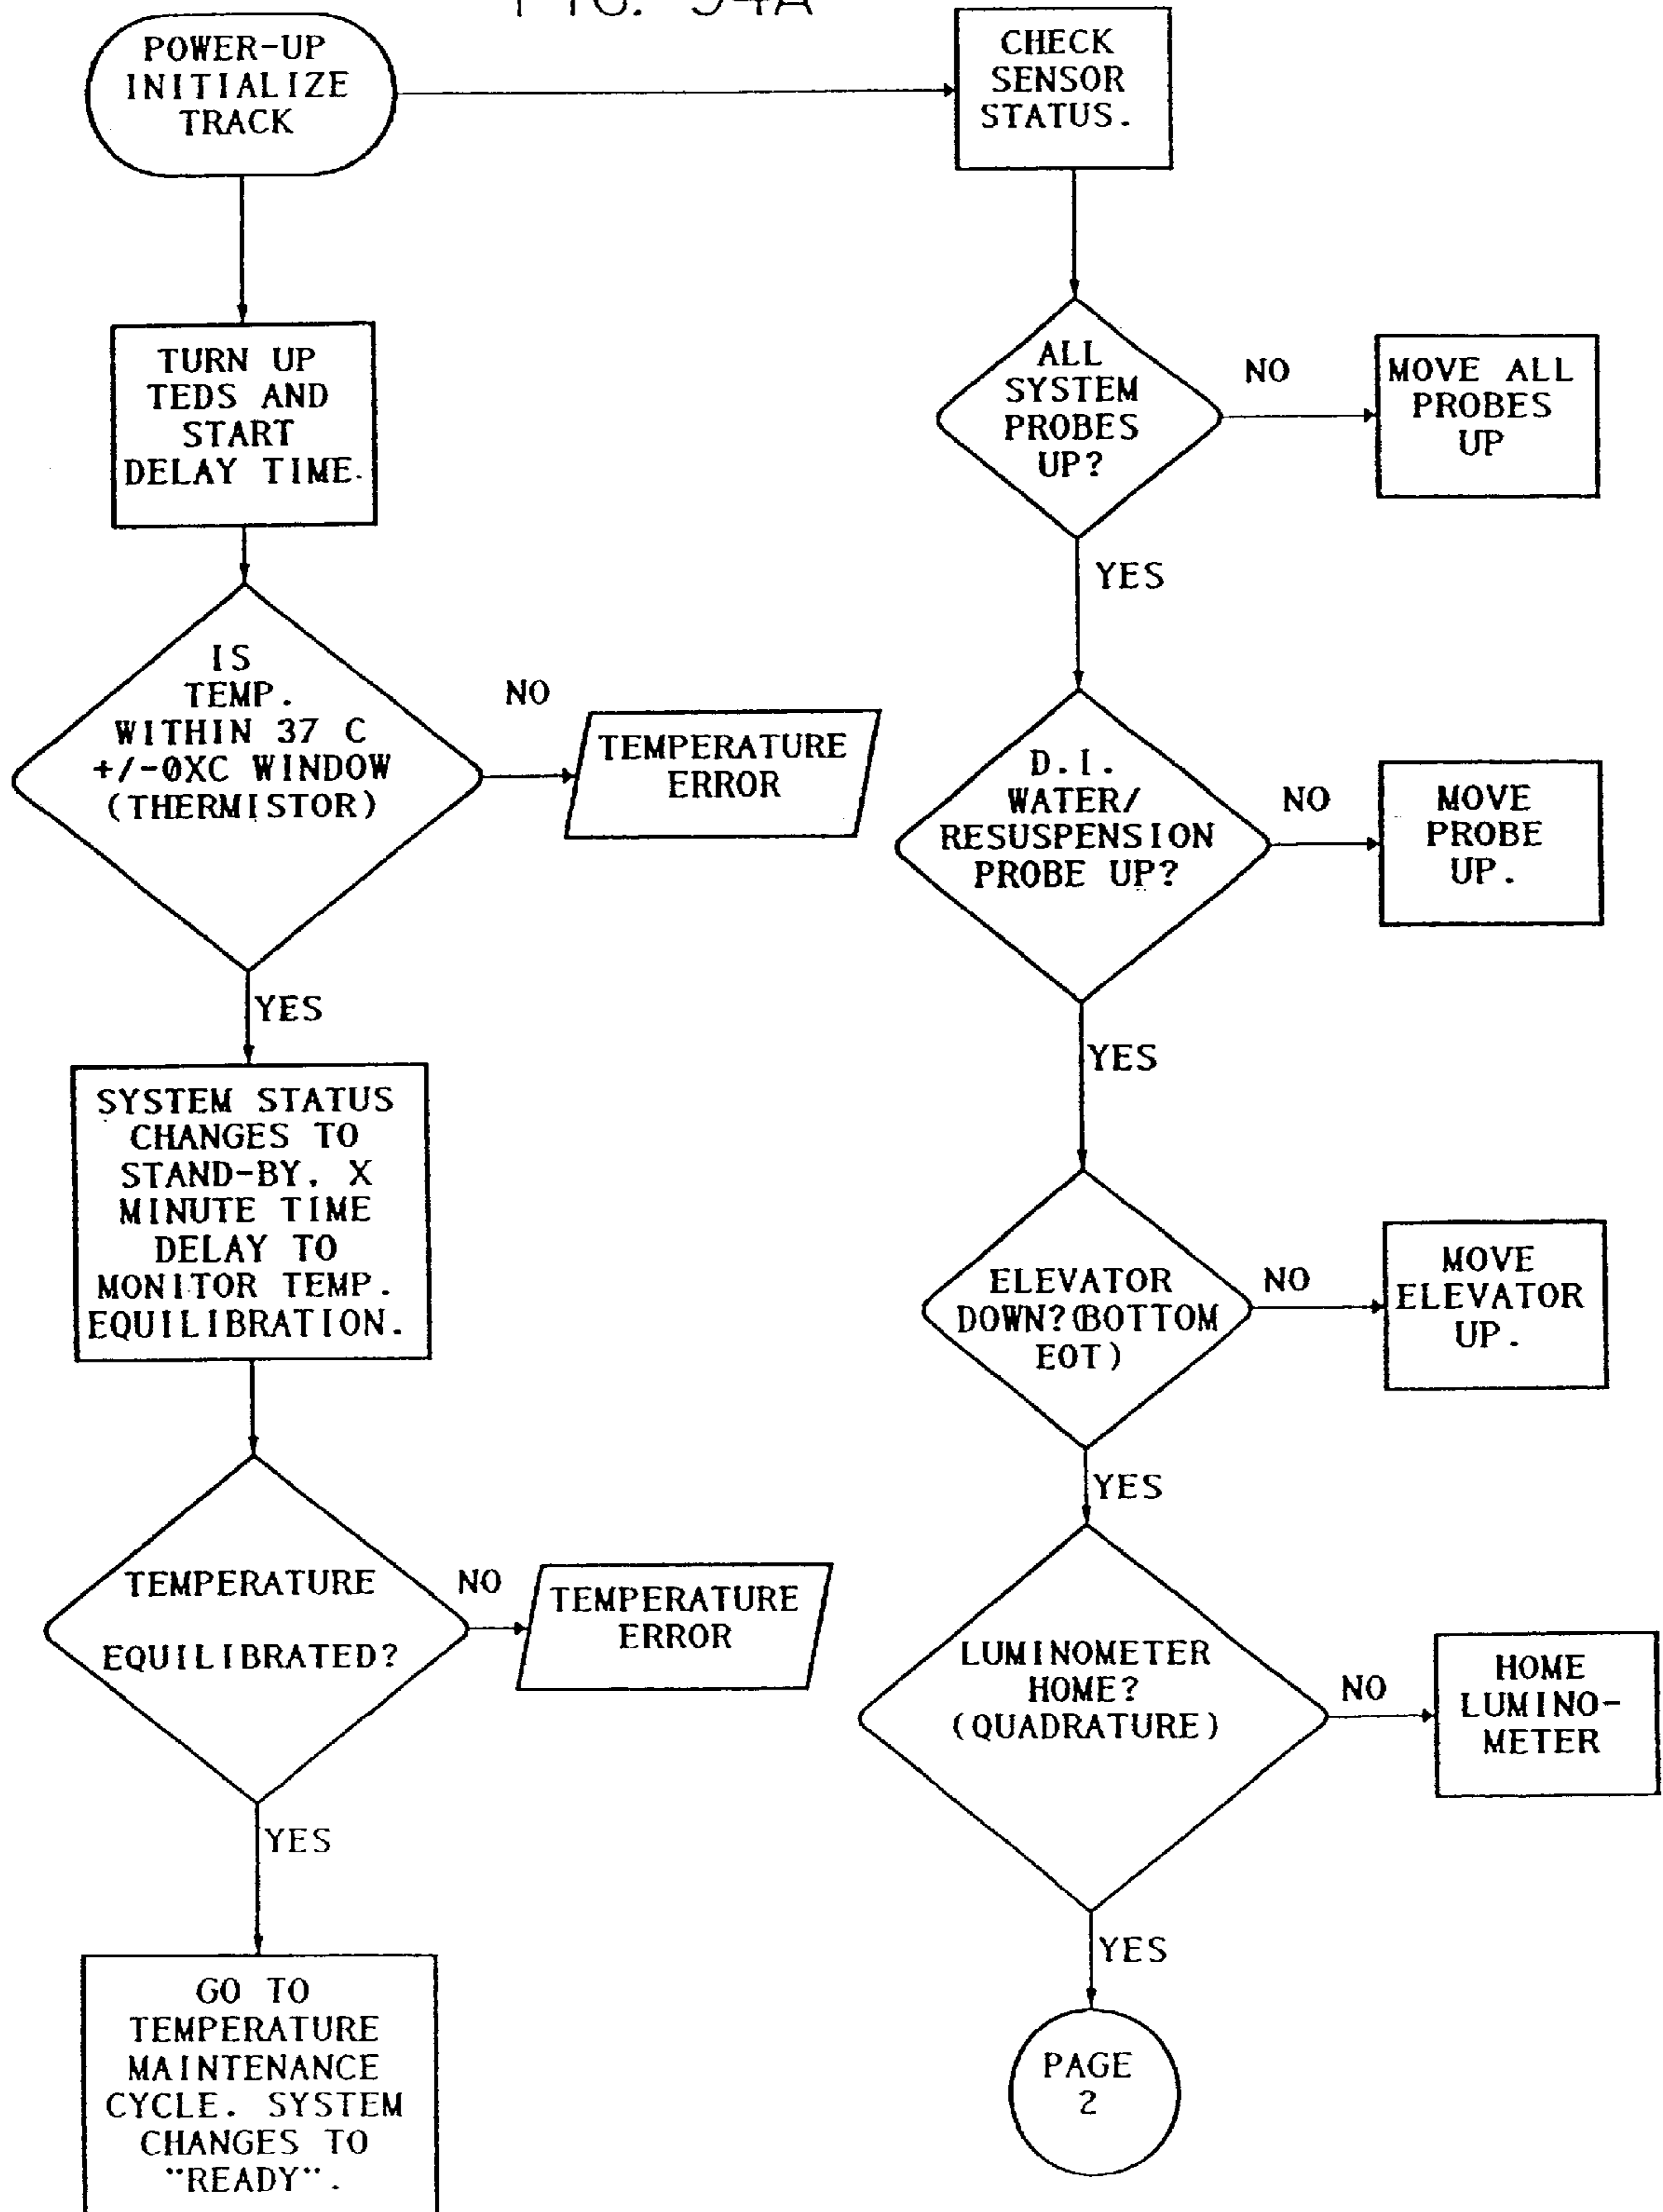 FIG. 94A
POWER-UP
INITIALIZE
TRACK
CHECK
SENSOR
STATUS.
TURN UP
TEDS AND
START
DELAY TIME.
ALL
SYSTEM
PROBES
UP?
NO
MOVE ALL
PROBES
UP
YES
IS
TEMP.
WITHIN 37 C
+/-0XC WINDOW
(THERMISTOR)
NO
TEMPERATURE
ERROR
YES
D.I.
WATER/
RESUSPENSION
PROBE UP?
NO
MOVE
PROBE
UP.
YES
SYSTEM STATUS
CHANGES TO
STAND-BY. X
MINUTE TIME
DELAY TO
MONITOR TEMP.
EQUILIBRATION.
ELEVATOR
DOWN?(BOTTOM
EOT)
NO
MOVE
ELEVATOR
UP.
YES
TEMPERATURE
EQUILIBRATED?
NO
TEMPERATURE
ERROR
YES
LUMINOMETER
HOME?
(QUADRATURE)
NO
HOME
LUMINO-
METER
YES
GO TO
TEMPERATURE
MAINTENANCE
CYCLE. SYSTEM
CHANGES TO
"READY".
PAGE
2